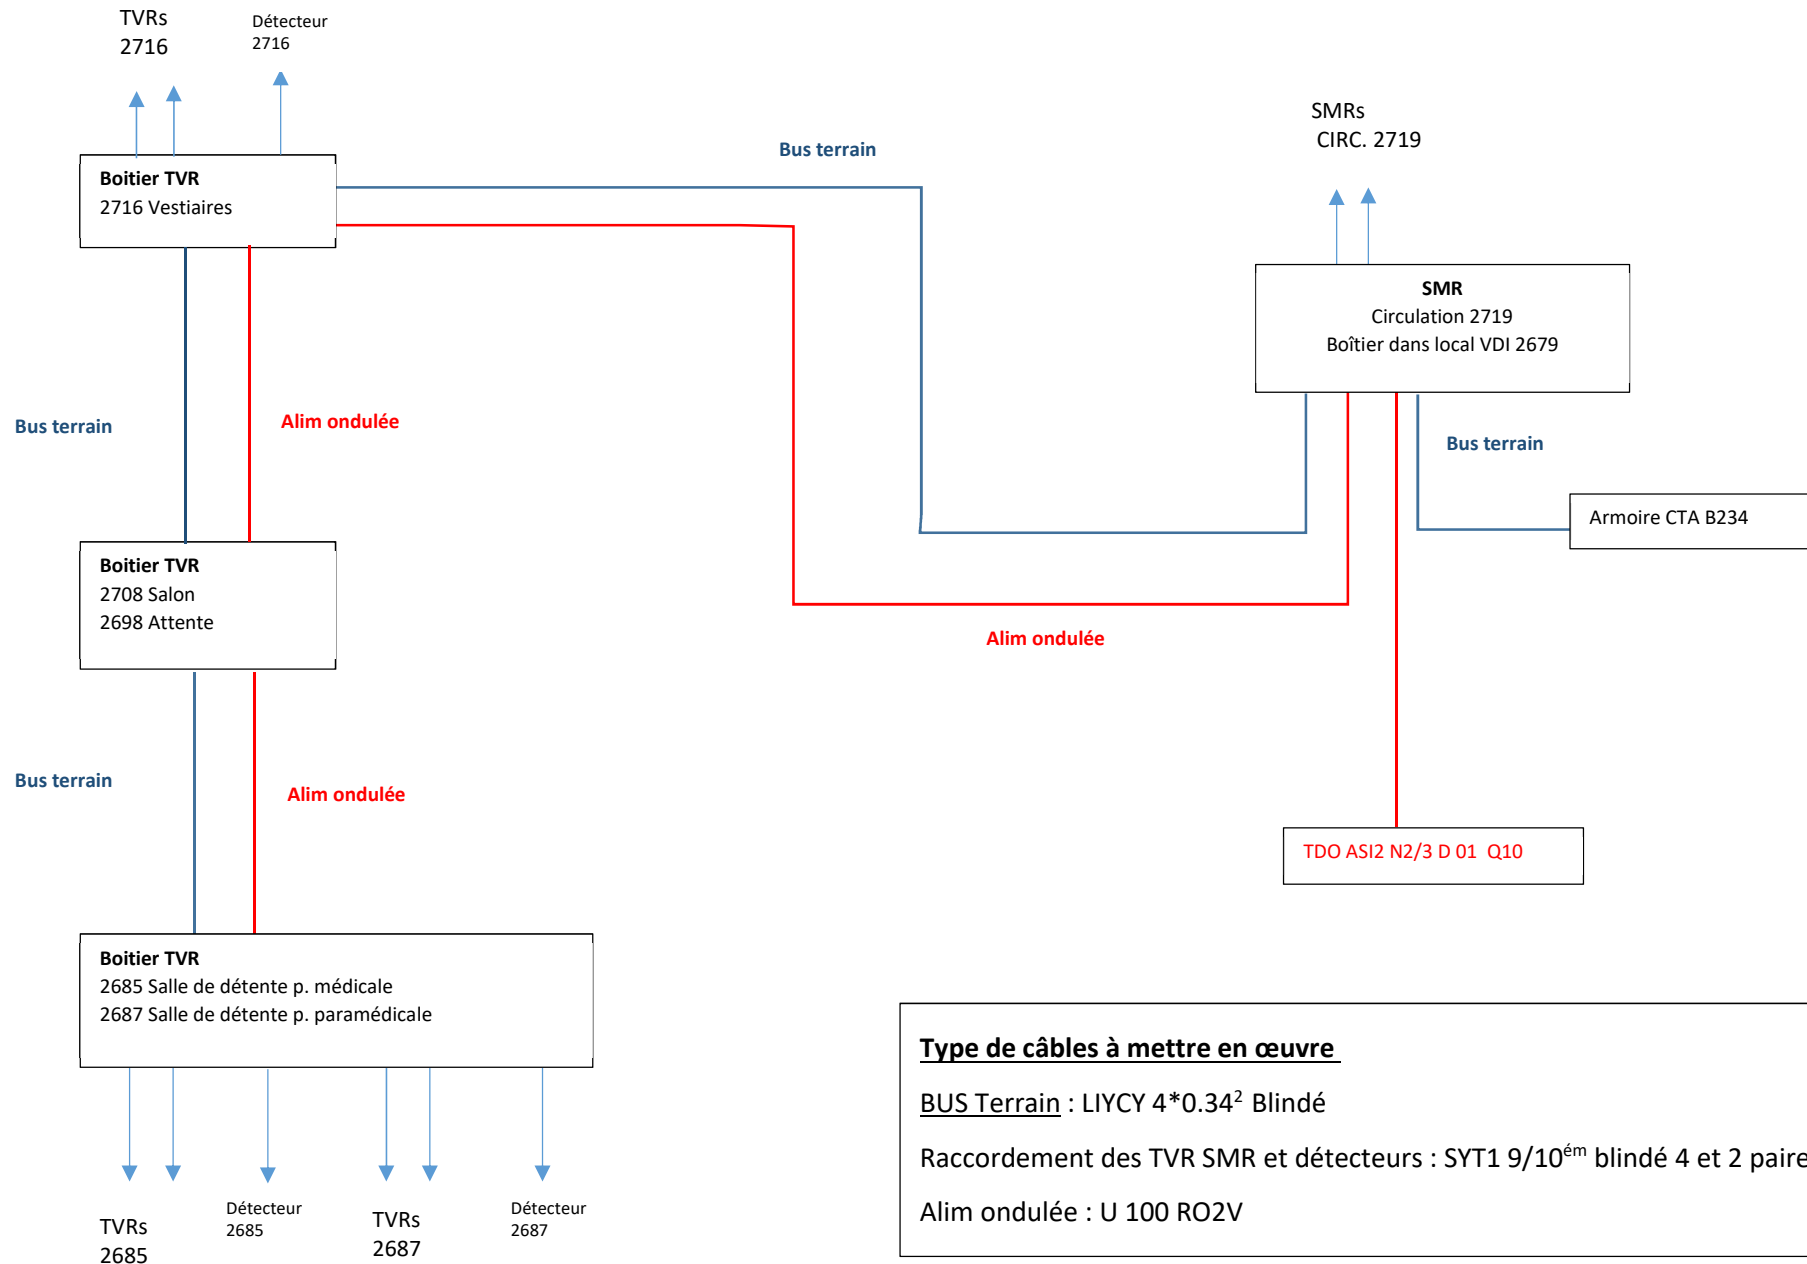 TVRs
2716
Détecteur
2716
SMRs
CIRC. 2719
Bus terrain
Boitier TVR
2716 Vestiaires
SMR
Circulation 2719
Boîtier dans local VDI 2679
Bus terrain
Alim ondulée
Bus terrain
Armoire CTA B234
Boitier TVR
2708 Salon
2698 Attente
Alim ondulée
Bus terrain
Alim ondulée
TDO ASI2 N2/3 D 01  Q10
Boitier TVR
2685 Salle de détente p. médicale
2687 Salle de détente p. paramédicale
TVRs
2685
Détecteur
2685
TVRs
2687
Détecteur
2687
Type de câbles à mettre en œuvre
BUS Terrain : LIYCY 4*0.34² Blindé
Raccordement des TVR SMR et détecteurs : SYT1 9/10ém blindé 4 et 2 paire
Alim ondulée : U 100 RO2V